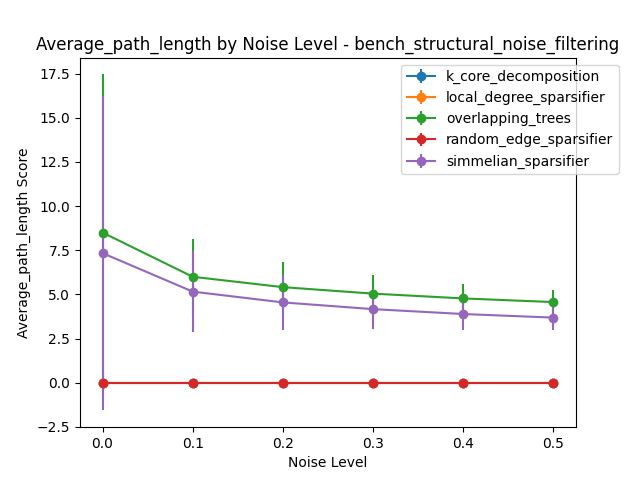 Average_path_length by Noise Level - bench_structural_noise_filtering
k_core_decomposition
local_degree_sparsifier
overlapping_trees
random_edge_sparsifier
simmelian_sparsifier
Average_path_length Score
17.5
15.0
12.5
10.0
7.5
5.0
2.5
0.0
−2.5
0.0 0.1 0.2 0.3 0.4 0.5
Noise Level